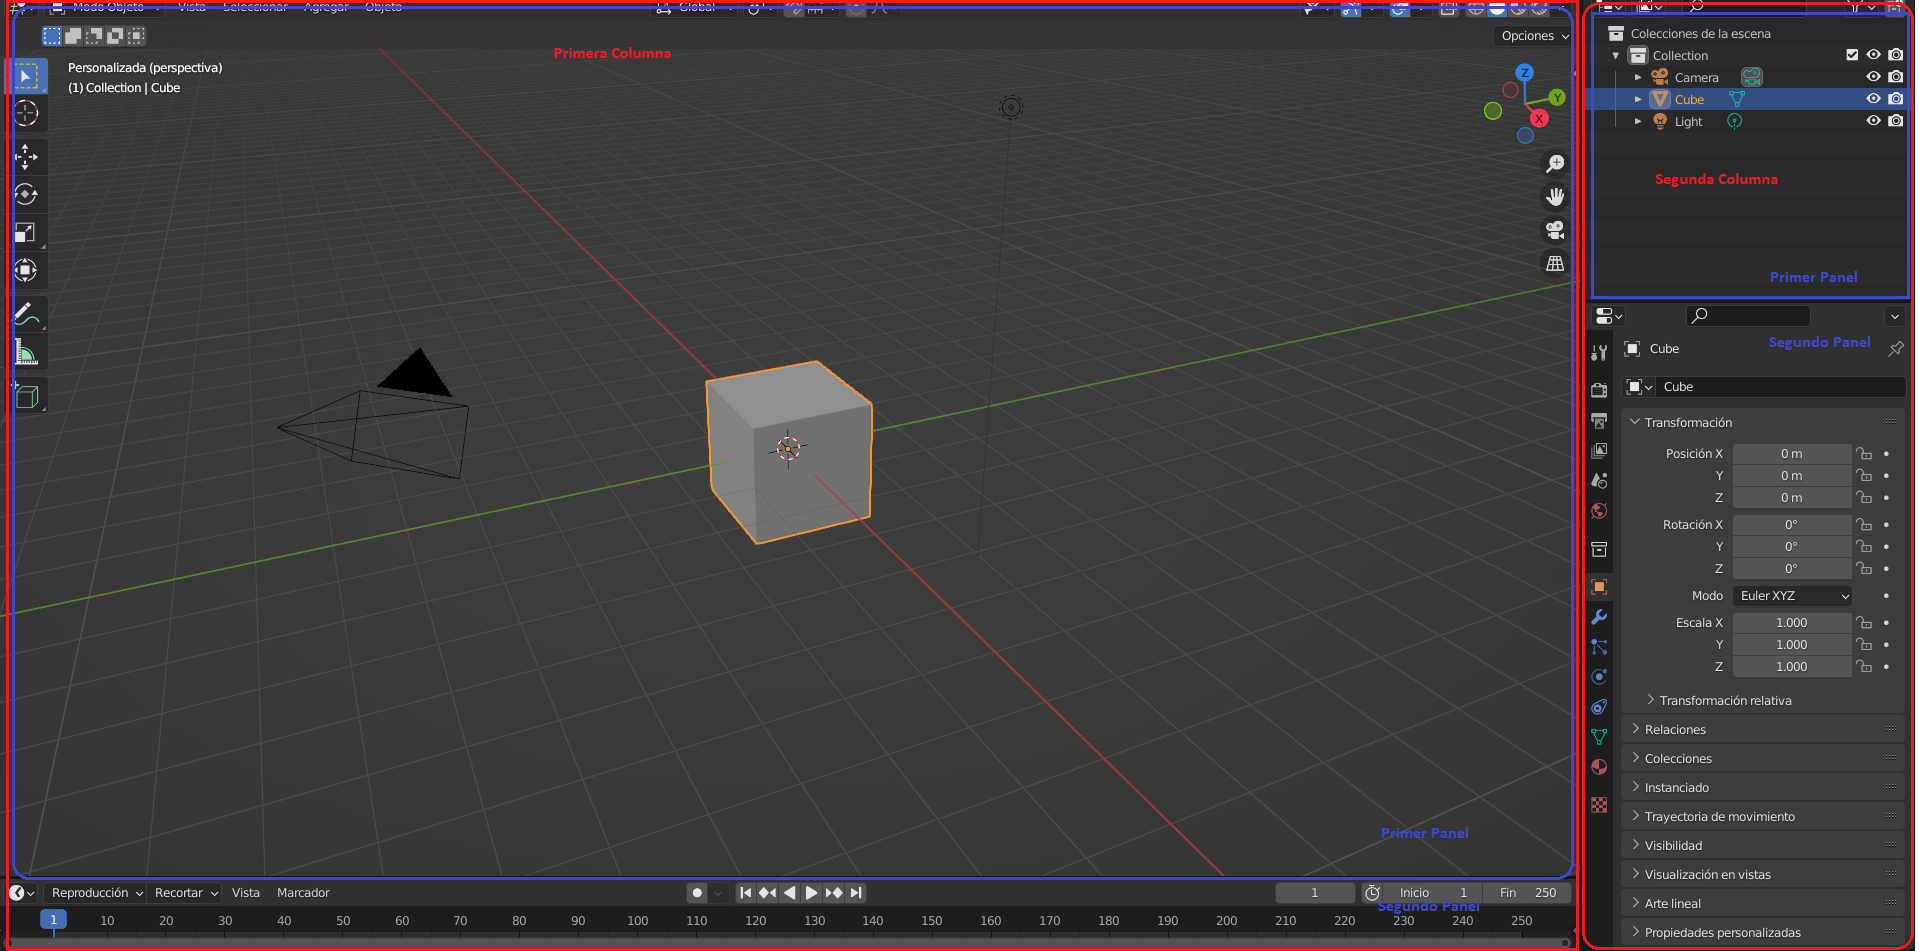 Modo Objeto Vista Seleccionar Agregar Objeto Global
Opciones
Primera Columna
Personalizada (perspectiva)
(1) Collection | Cube
Z
Y
X
Primer Panel
Reproducción Recortar Vista Marcador 1 Inicio 1 Fin 250
Segundo Panel
1 10 20 30 40 50 60 70 80 90 100 110 120 130 140 150 160 170 180 190 200 210 220 230 240 250
Colecciones de la escena
Collection
Camera
Cube
Light
Segunda Columna
Primer Panel
Segundo Panel
Cube
Cube
Transformación
Posición X 0 m
Y 0 m
Z 0 m
Rotación X 0°
Y 0°
Z 0°
Modo Euler XYZ
Escala X 1.000
Y 1.000
Z 1.000
Transformación relativa
Relaciones
Colecciones
Instanciado
Trayectoria de movimiento
Visibilidad
Visualización en vistas
Arte lineal
Propiedades personalizadas